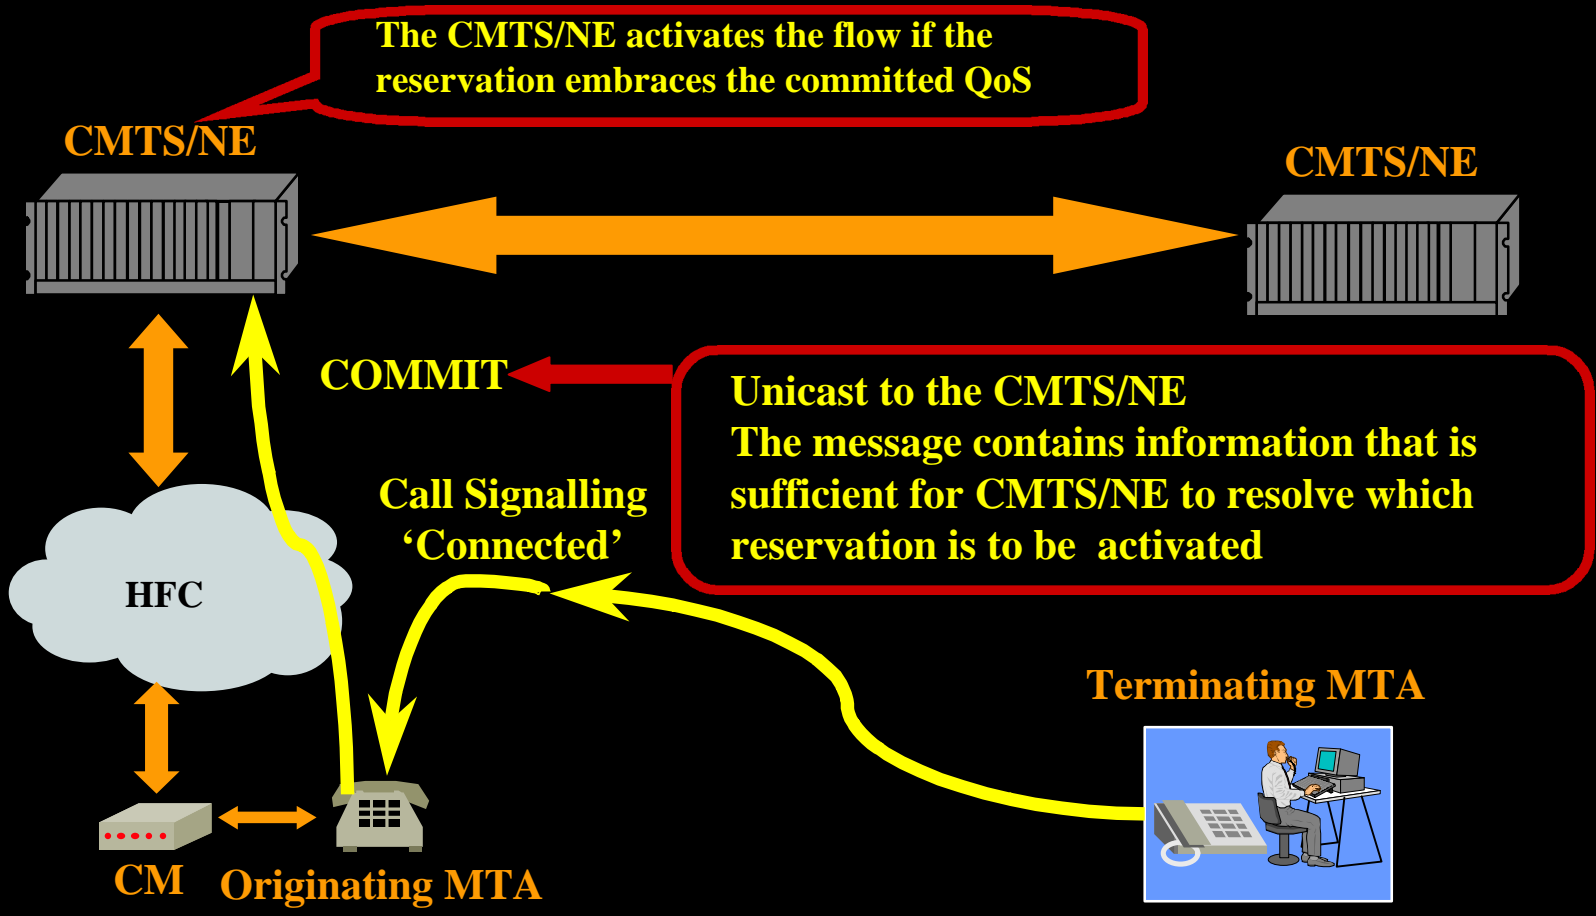 The CMTS/NE activates the flow if the
reservation embraces the committed QoS
CMTS/NE
CMTS/NE
COMMIT
Unicast to the CMTS/NE
The message contains information that is
sufficient for CMTS/NE to resolve which
reservation is to be activated
Call Signalling
‘Connected’
HFC
Terminating MTA
CM
Originating MTA